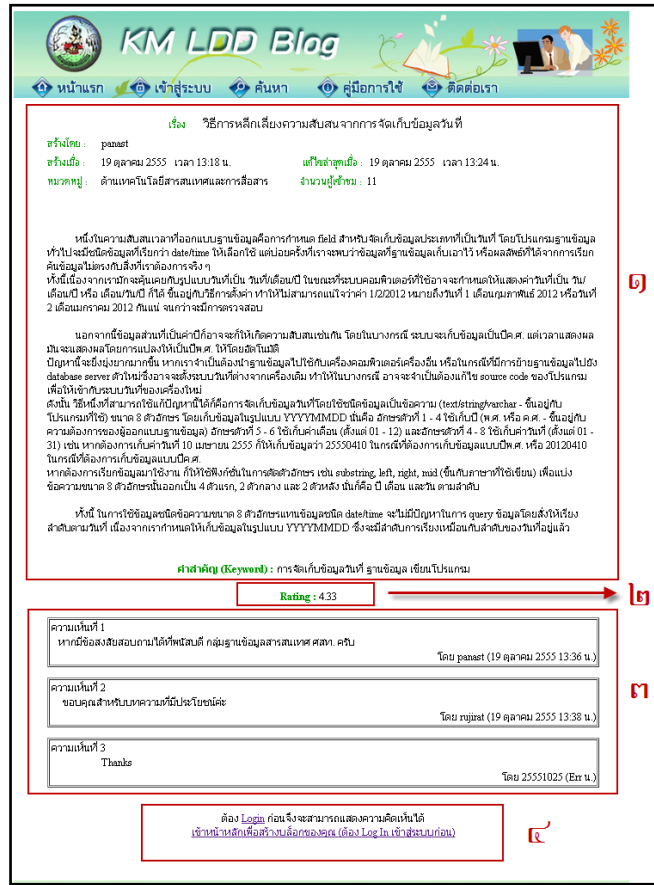 KM LDD Blog
หน้าแรก เข้าสู่ระบบ ค้นหา คู่มือการใช้ ติดต่อเรา
เรื่อง วิธีการหลีกเลี่ยงความสับสนจากการจัดเก็บข้อมูลวันที่
สร้างโดย : panast
สร้างเมื่อ : 19 ตุลาคม 2555 เวลา 13:18 น. แก้ไขล่าสุดเมื่อ : 19 ตุลาคม 2555 เวลา 13:24 น.
หมวดหมู่ : ด้านเทคโนโลยีสารสนเทศและการสื่อสาร จำนวนผู้เข้าชม : 11
หนึ่งในความสับสนเวลาที่ออกแบบฐานข้อมูลคือการกำหนด field สำหรับจัดเก็บข้อมูลประเภทที่เป็นวันที่ โดยโปรแกรมฐานข้อมูล
ทั่วไปจะมีชนิดข้อมูลที่เรียกว่า date/time ให้เลือกใช้ แต่บ่อยครั้งที่เราจะพบว่าข้อมูลที่ฐานข้อมูลเก็บเอาไว้ หรือผลลัพธ์ที่ได้จากการเรียก
ค้นข้อมูลไม่ตรงกับสิ่งที่เราต้องการจริง ๆ
ทั้งนี้เนื่องจากเรามักจะคุ้นเคยกับรูปแบบวันที่เป็น วันที่/เดือน/ปี ในขณะที่ระบบคอมพิวเตอร์ที่ใช้อาจจะกำหนดให้แสดงค่าวันที่เป็น วัน/
เดือน/ปี หรือ เดือน/วัน/ปี ก็ได้ ขึ้นอยู่กับวิธีการตั้งค่า ทำให้ไม่สามารถแน่ใจว่าค่า 1/2/2012 หมายถึงวันที่ 1 เดือนกุมภาพันธ์ 2012 หรือวันที่
2 เดือนมกราคม 2012 กันแน่ จนกว่าจะมีการตรวจสอบ
นอกจากนี้ข้อมูลส่วนที่เป็นค่าปีก็อาจจะก็ให้เกิดความสับสนเช่นกัน โดยในบางกรณี ระบบจะเก็บข้อมูลเป็นปีค.ศ. แต่เวลาแสดงผล
มันจะแสดงผลโดยการแปลงให้เป็นปีพ.ศ. ให้โดยอัตโนมัติ
ปัญหานี้จะยิ่งยุ่งยากมากขึ้น หากเราจำเป็นต้องนำฐานข้อมูลไปใช้กับเครื่องคอมพิวเตอร์เครื่องอื่น หรือในกรณีที่มีการย้ายฐานข้อมูลไปยัง
database server ตัวใหม่ซึ่งอาจจะตั้งระบบวันที่ต่างจากเครื่องเดิม ทำให้ในบางกรณี อาจจะจำเป็นต้องแก้ไข source code ของโปรแกรม
เพื่อให้เข้ากับระบบวันที่ของเครื่องใหม่
ดังนั้น วิธีหนึ่งที่สามารถใช้แก้ปัญหานี้ได้ก็คือการจัดเก็บข้อมูลวันที่โดยใช้ชนิดข้อมูลเป็นข้อความ (text/string/varchar - ขึ้นอยู่กับ
โปรแกรมที่ใช้) ขนาด 8 ตัวอักษร โดยเก็บข้อมูลในรูปแบบ YYYYMMDD นั่นคือ อักษรตัวที่ 1 - 4 ใช้เก็บปี (พ.ศ. หรือ ค.ศ. - ขึ้นอยู่กับ
ความต้องการของผู้ออกแบบฐานข้อมูล) อักษรตัวที่ 5 - 6 ใช้เก็บค่าเดือน (ตั้งแต่ 01 - 12) และอักษรตัวที่ 4 - 8 ใช้เก็บค่าวันที่ (ตั้งแต่ 01 -
31) เช่น หากต้องการเก็บค่าวันที่ 10 เมษายน 2255 ก็ให้เก็บข้อมูลว่า 25550410 ในกรณีที่ต้องการเก็บข้อมูลแบบปีพ.ศ. หรือ 20120410
ในกรณีที่ต้องการเก็บข้อมูลแบบปีค.ศ.
หากต้องการเรียกข้อมูลมาใช้งาน ก็ให้ใช้ฟังก์ชั่นในการตัดตัวอักษร เช่น substring, left, right, mid (ขึ้นกับภาษาที่ใช้เขียน) เพื่อแบ่ง
ข้อความขนาด 8 ตัวอักษรนั้นออกเป็น 4 ตัวแรก, 2 ตัวกลาง และ 2 ตัวหลัง นั่นก็คือ ปี เดือน และวัน ตามลำดับ
ทั้งนี้ ในการใช้ข้อมูลชนิดข้อความขนาด 8 ตัวอักษรแทนข้อมูลชนิด date/time จะไม่มีปัญหาในการ query ข้อมูลโดยสั่งให้เรียง
ลำดับตามวันที่ เนื่องจากเรากำหนดให้เก็บข้อมูลในรูปแบบ YYYYMMDD ซึ่งจะมีลำดับการเรียงเหมือนกับลำดับของวันที่อยู่แล้ว
คำสำคัญ (Keyword) : การจัดเก็บข้อมูลวันที่ ฐานข้อมูล เขียนโปรแกรม
๑
Rating : 4.33
๒
ความเห็นที่ 1
หากมีข้อสงสัยสอบถามได้ที่พนัสบดี กลุ่มฐานข้อมูลสารสนเทศ ศสท. ครับ
โดย panast (19 ตุลาคม 2555 13:36 น.)
ความเห็นที่ 2
ขอบคุณสำหรับบทความที่มีประโยชน์ค่ะ
โดย rujirat (19 ตุลาคม 2555 13:38 น.)
ความเห็นที่ 3
Thanks
โดย 25551025 (Err น.)
๓
ต้อง Login ก่อนจึงจะสามารถแสดงความคิดเห็นได้
เข้าหน้าหลักเพื่อสร้างบล็อกของคุณ (ต้อง Log In เข้าสู่ระบบก่อน)
๔